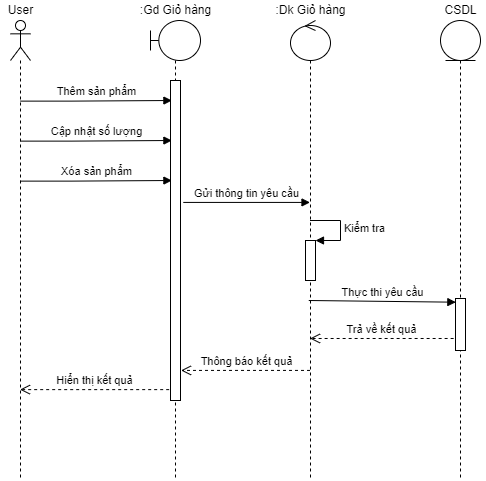 User
:Gd Giỏ hàng
:Dk Giỏ hàng
CSDL
Thêm sản phẩm
Cập nhật số lượng
Xóa sản phẩm
Gửi thông tin yêu cầu
Kiểm tra
Thực thi yêu cầu
Trả về kết quả
Thông báo kết quả
Hiển thị kết quả